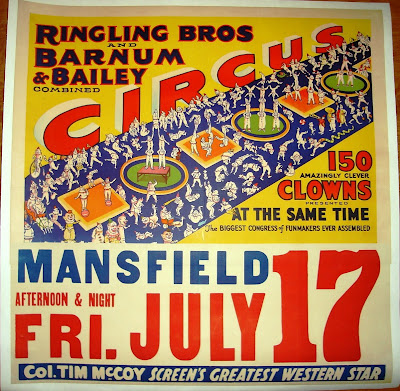 RINGLING BROS
AND
BARNUM
& BAILEY
COMBINED
CIRCUS
150
AMAZINGLY CLEVER
CLOWNS
PRESENTED
AT THE SAME TIME
The BIGGEST CONGRESS of FUNMAKERS EVER ASSEMBLED
MANSFIELD
AFTERNOON & NIGHT
FRI. JULY 17
COL. TIM McCOY SCREEN'S GREATEST WESTERN STAR